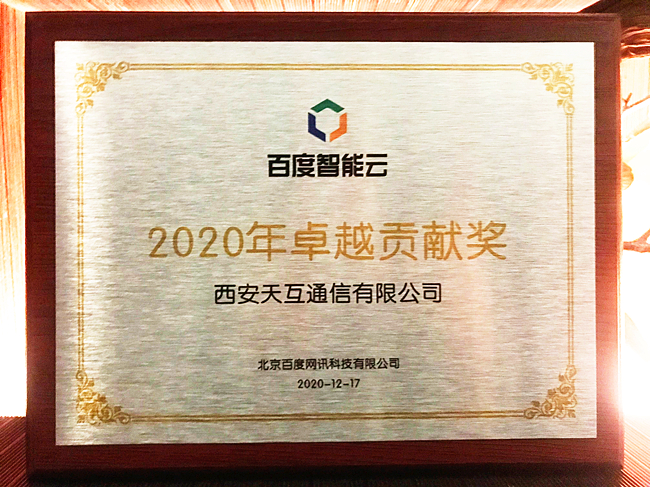 百度智能云
2020年卓越贡献奖
西安天互通信有限公司
北京百度网讯科技有限公司
2020-12-17